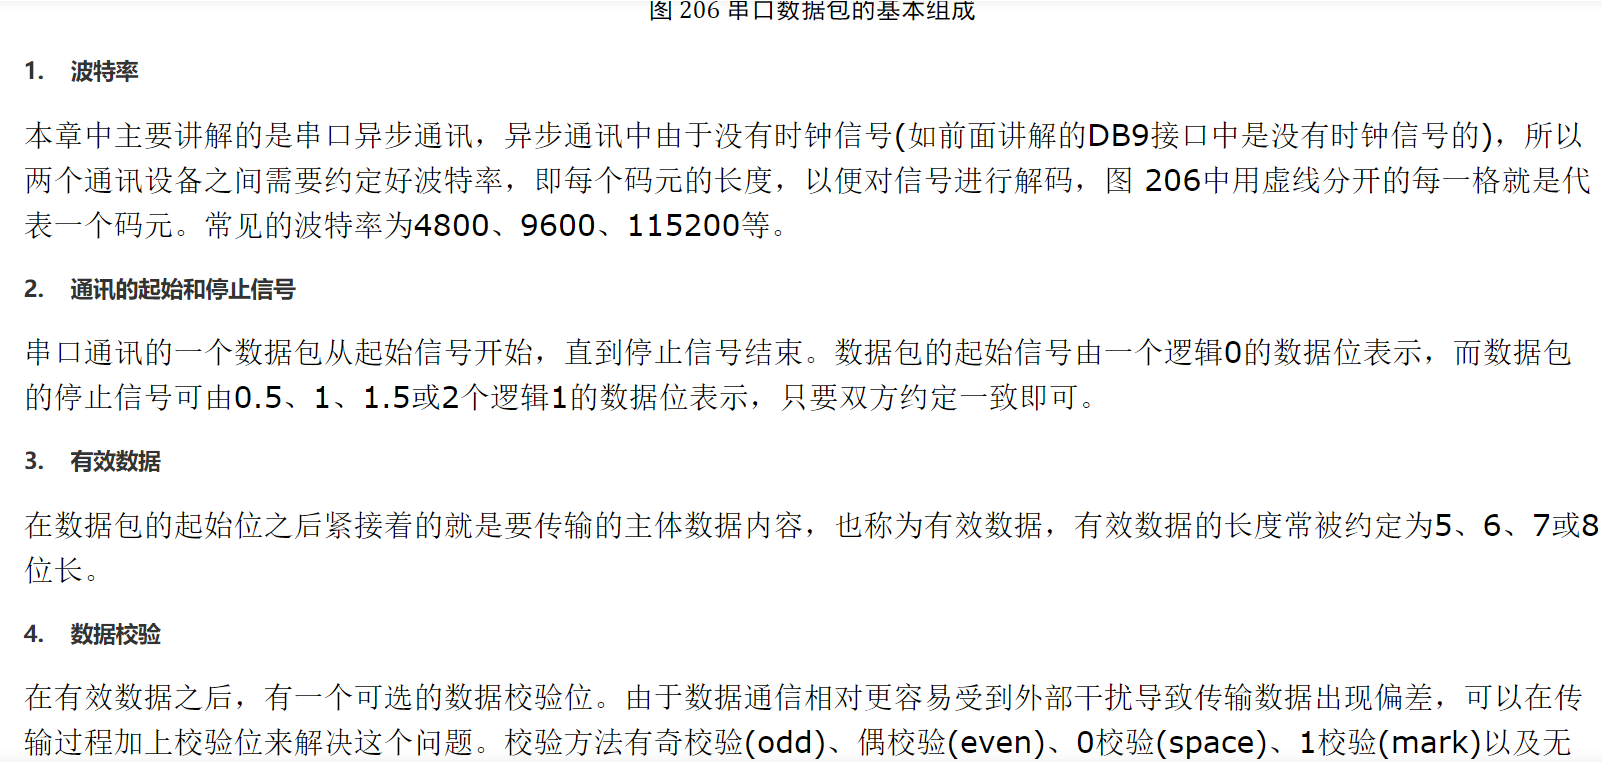 图 206 串口数据包的基本组成
1. 波特率
本章中主要讲解的是串口异步通讯，异步通讯中由于没有时钟信号(如前面讲解的DB9接口中是没有时钟信号的)，所以
两个通讯设备之间需要约定好波特率，即每个码元的长度，以便对信号进行解码，图 206中用虚线分开的每一格就是代
表一个码元。常见的波特率为4800、9600、115200等。
2. 通讯的起始和停止信号
串口通讯的一个数据包从起始信号开始，直到停止信号结束。数据包的起始信号由一个逻辑0的数据位表示，而数据包
的停止信号可由0.5、1、1.5或2个逻辑1的数据位表示，只要双方约定一致即可。
3. 有效数据
在数据包的起始位之后紧接着的就是要传输的主体数据内容，也称为有效数据，有效数据的长度常被约定为5、6、7或8
位长。
4. 数据校验
在有效数据之后，有一个可选的数据校验位。由于数据通信相对更容易受到外部干扰导致传输数据出现偏差，可以在传
输过程加上校验位来解决这个问题。校验方法有奇校验(odd)、偶校验(even)、0校验(space)、1校验(mark)以及无